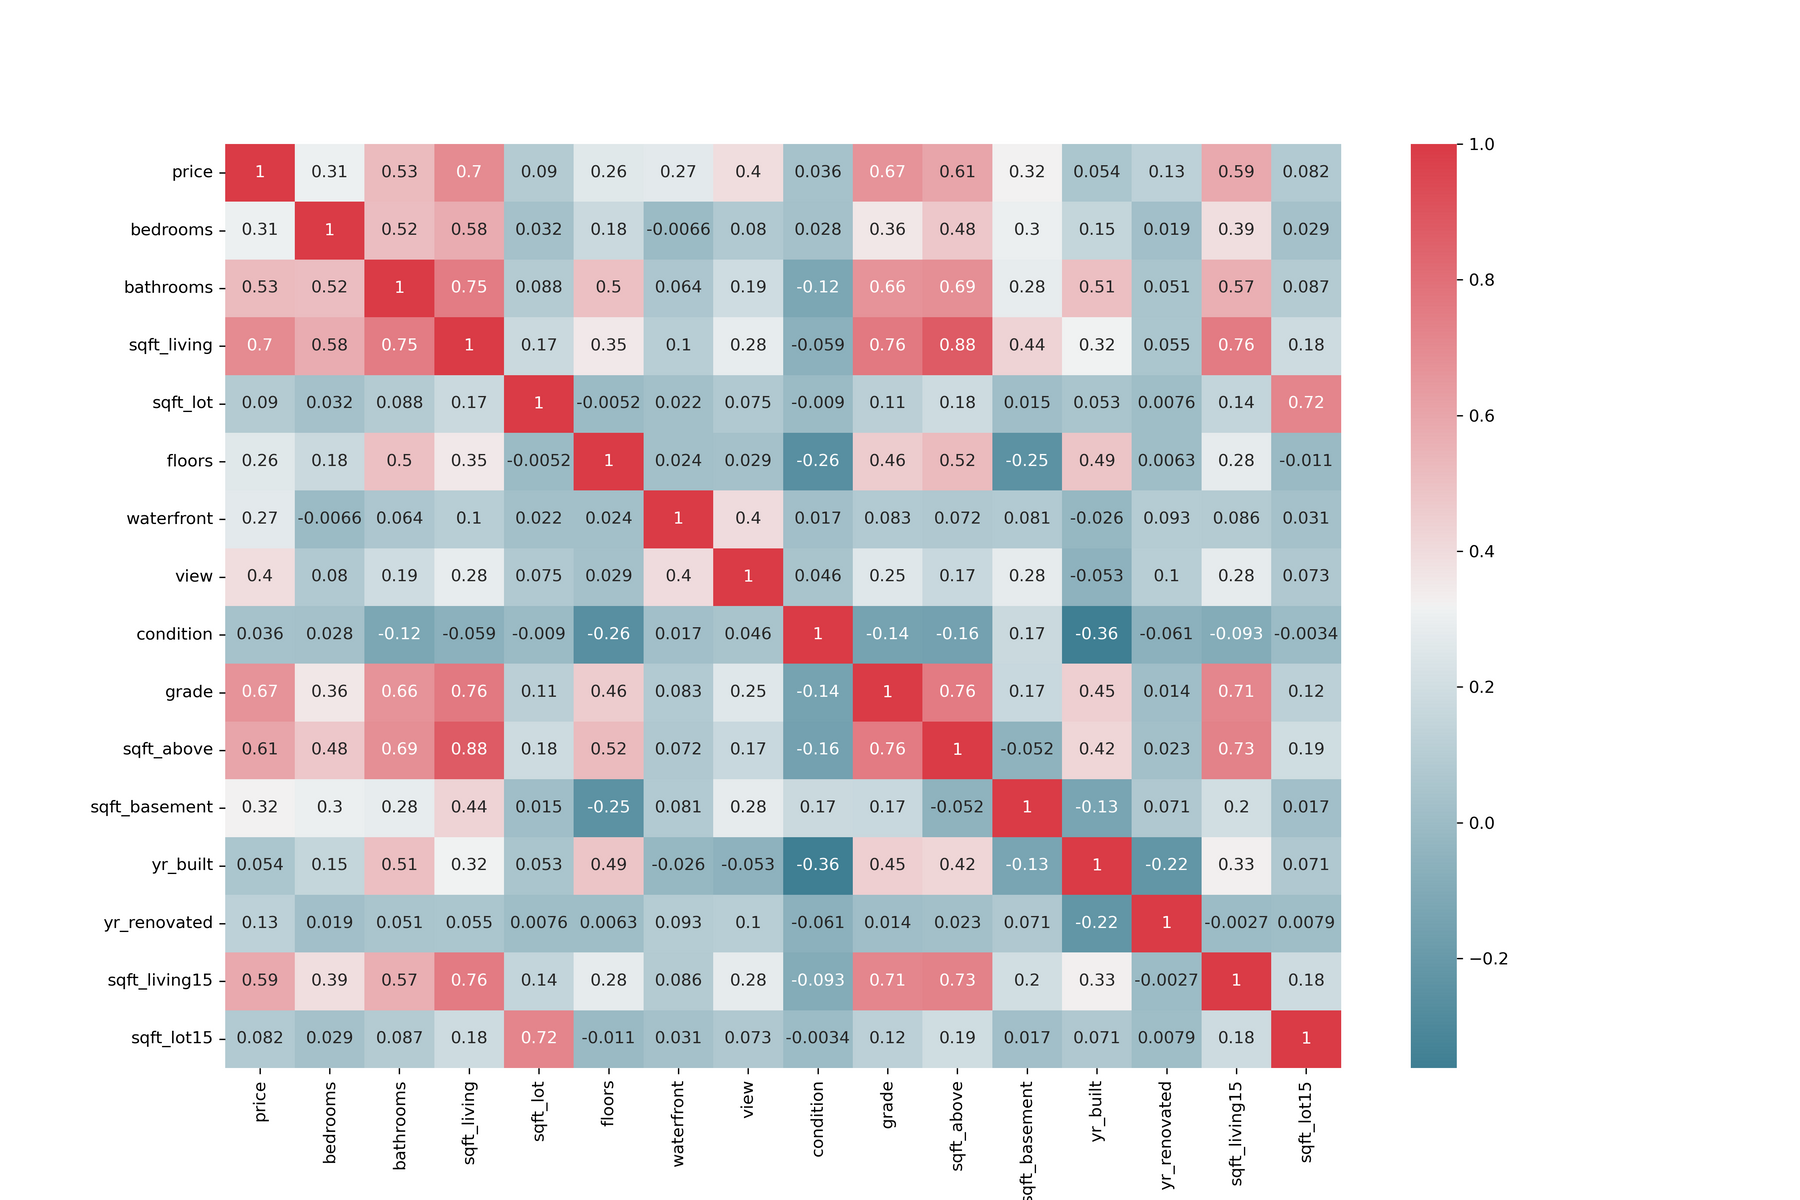 price 1 0.31 0.53 0.7 0.09 0.26 0.27 0.4 0.036 0.67 0.61 0.32 0.054 0.13 0.59 0.082
bedrooms 0.31 1 0.52 0.58 0.032 0.18 -0.0066 0.08 0.028 0.36 0.48 0.3 0.15 0.019 0.39 0.029
bathrooms 0.53 0.52 1 0.75 0.088 0.5 0.064 0.19 -0.12 0.66 0.69 0.28 0.51 0.051 0.57 0.087
sqft_living 0.7 0.58 0.75 1 0.17 0.35 0.1 0.28 -0.059 0.76 0.88 0.44 0.32 0.055 0.76 0.18
sqft_lot 0.09 0.032 0.088 0.17 1 -0.0052 0.022 0.075 -0.009 0.11 0.18 0.015 0.053 0.0076 0.14 0.72
floors 0.26 0.18 0.5 0.35 -0.0052 1 0.024 0.029 -0.26 0.46 0.52 -0.25 0.49 0.0063 0.28 -0.011
waterfront 0.27 -0.0066 0.064 0.1 0.022 0.024 1 0.4 0.017 0.083 0.072 0.081 -0.026 0.093 0.086 0.031
view 0.4 0.08 0.19 0.28 0.075 0.029 0.4 1 0.046 0.25 0.17 0.28 -0.053 0.1 0.28 0.073
condition 0.036 0.028 -0.12 -0.059 -0.009 -0.26 0.017 0.046 1 -0.14 -0.16 0.17 -0.36 -0.061 -0.093 -0.0034
grade 0.67 0.36 0.66 0.76 0.11 0.46 0.083 0.25 -0.14 1 0.76 0.17 0.45 0.014 0.71 0.12
sqft_above 0.61 0.48 0.69 0.88 0.18 0.52 0.072 0.17 -0.16 0.76 1 -0.052 0.42 0.023 0.73 0.19
sqft_basement 0.32 0.3 0.28 0.44 0.015 -0.25 0.081 0.28 0.17 0.17 -0.052 1 -0.13 0.071 0.2 0.017
yr_built 0.054 0.15 0.51 0.32 0.053 0.49 -0.026 -0.053 -0.36 0.45 0.42 -0.13 1 -0.22 0.33 0.071
yr_renovated 0.13 0.019 0.051 0.055 0.0076 0.0063 0.093 0.1 -0.061 0.014 0.023 0.071 -0.22 1 -0.0027 0.0079
sqft_living15 0.59 0.39 0.57 0.76 0.14 0.28 0.086 0.28 -0.093 0.71 0.73 0.2 0.33 -0.0027 1 0.18
sqft_lot15 0.082 0.029 0.087 0.18 0.72 -0.011 0.031 0.073 -0.0034 0.12 0.19 0.017 0.071 0.0079 0.18 1
price bedrooms bathrooms sqft_living sqft_lot floors waterfront view condition grade sqft_above sqft_basement yr_built yr_renovated sqft_living15 sqft_lot15
1.0
0.8
0.6
0.4
0.2
0.0
−0.2